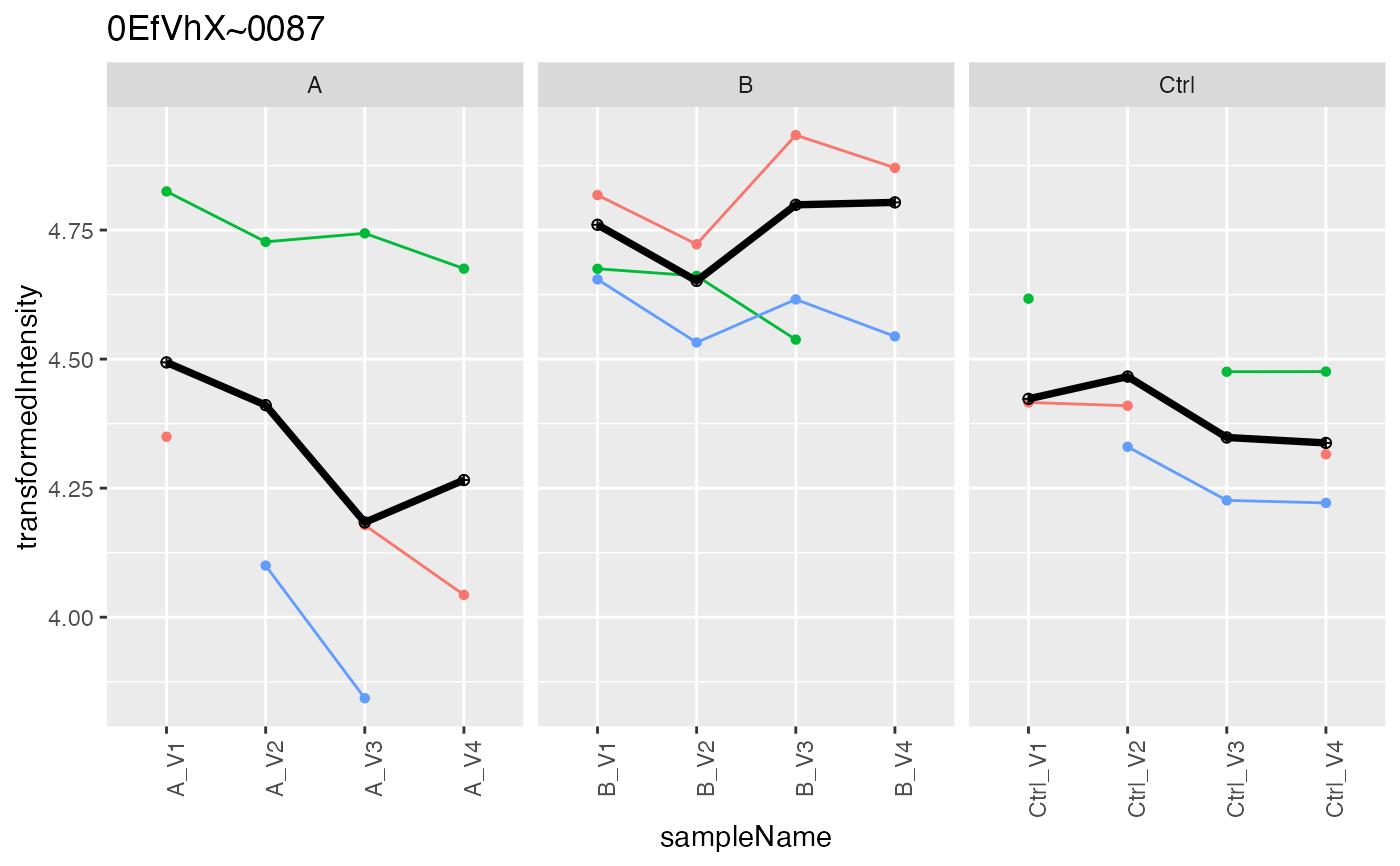 0EfVhX~0087
A
B
Ctrl
transformedIntensity
4.75
4.50
4.25
4.00
A_V1
A_V2
A_V3
A_V4
B_V1
B_V2
B_V3
B_V4
Ctrl_V1
Ctrl_V2
Ctrl_V3
Ctrl_V4
sampleName